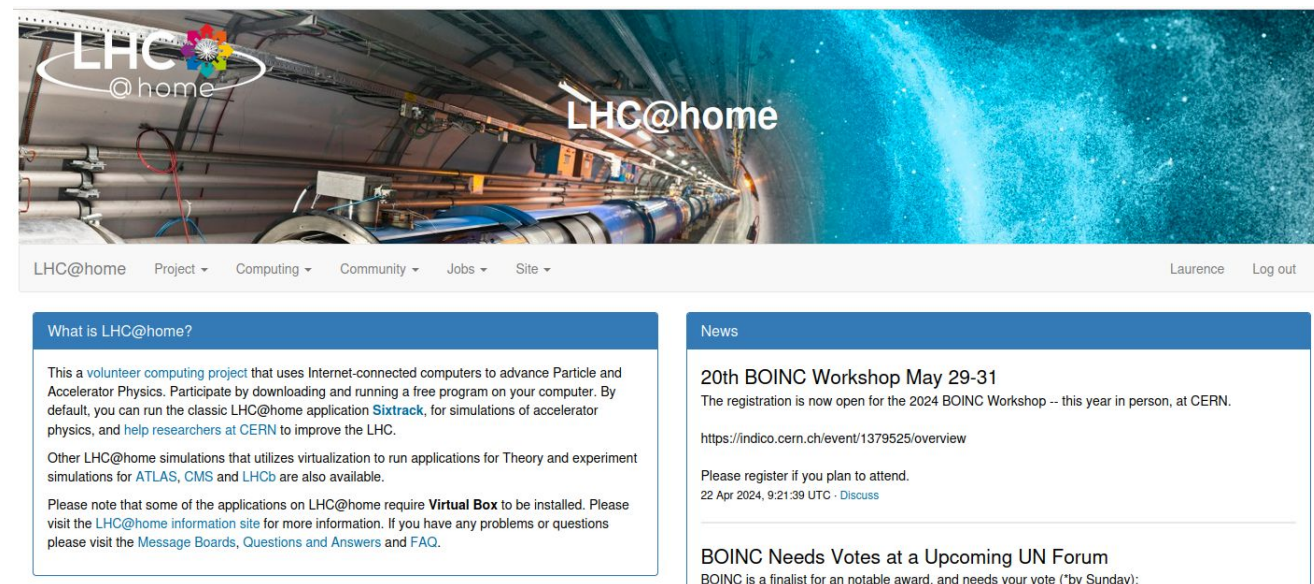 LHC
@home
LHC@home
LHC@home Project Computing Community Jobs Site Laurence Log out
What is LHC@home?
This a volunteer computing project that uses Internet-connected computers to advance Particle and
Accelerator Physics. Participate by downloading and running a free program on your computer. By
default, you can run the classic LHC@home application Sixtrack, for simulations of accelerator
physics, and help researchers at CERN to improve the LHC.
Other LHC@home simulations that utilizes virtualization to run applications for Theory and experiment
simulations for ATLAS, CMS and LHCb are also available.
Please note that some of the applications on LHC@home require Virtual Box to be installed. Please
visit the LHC@home information site for more information. If you have any problems or questions
please visit the Message Boards, Questions and Answers and FAQ.
News
20th BOINC Workshop May 29-31
The registration is now open for the 2024 BOINC Workshop -- this year in person, at CERN.
https://indico.cern.ch/event/1379525/overview
Please register if you plan to attend.
22 Apr 2024, 9:21:39 UTC · Discuss
BOINC Needs Votes at a Upcoming UN Forum
BOINC is a finalist for an notable award, and needs your vote (*by Sunday):